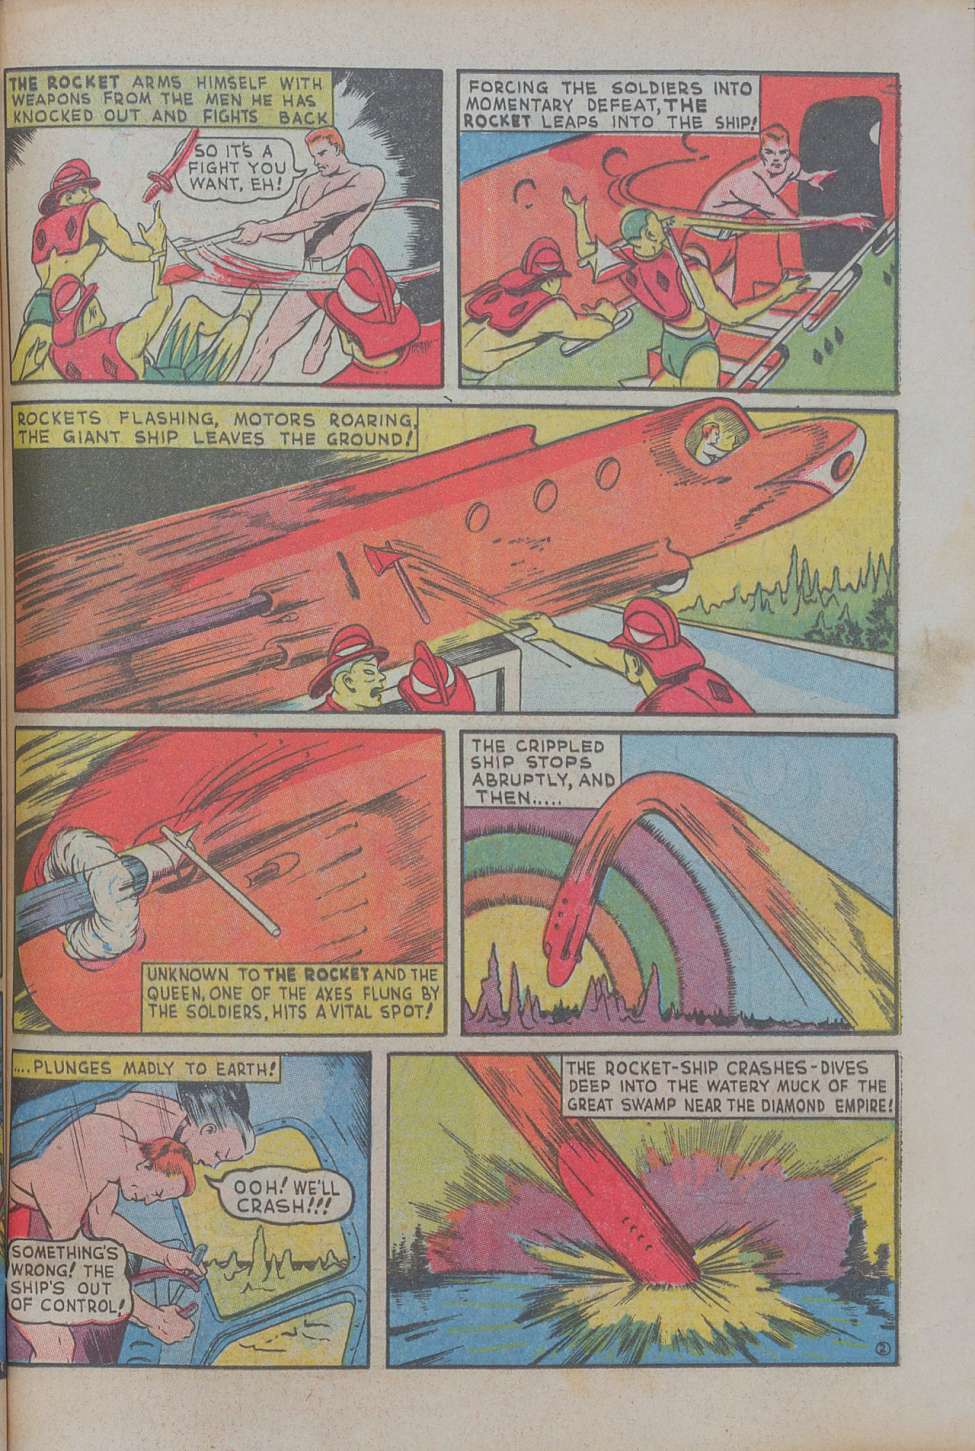 THE ROCKET ARMS HIMSELF WITH
WEAPONS FROM THE MEN HE HAS
KNOCKED OUT AND FIGHTS BACK
SO IT'S A
FIGHT YOU
WANT, EH!
FORCING THE SOLDIERS INTO
MOMENTARY DEFEAT, THE
ROCKET LEAPS INTO THE SHIP!
ROCKETS FLASHING, MOTORS ROARING,
THE GIANT SHIP LEAVES THE GROUND!
UNKNOWN TO THE ROCKET AND THE
QUEEN, ONE OF THE AXES FLUNG BY
THE SOLDIERS, HITS A VITAL SPOT!
THE CRIPPLED
SHIP STOPS
ABRUPTLY, AND
THEN.....
....PLUNGES MADLY TO EARTH!
OOH! WE'LL
CRASH!!!
SOMETHING'S
WRONG! THE
SHIP'S OUT
OF CONTROL!
THE ROCKET-SHIP CRASHES-DIVES
DEEP INTO THE WATERY MUCK OF THE
GREAT SWAMP NEAR THE DIAMOND EMPIRE!
2